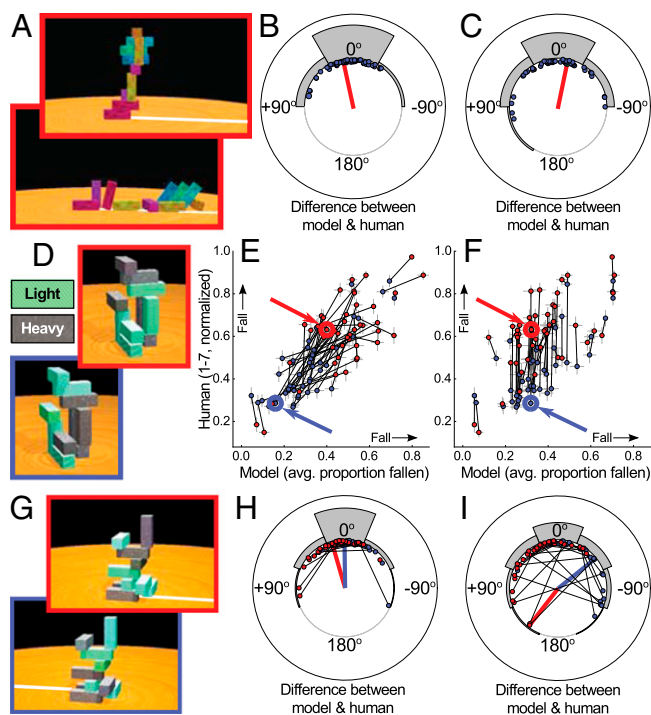 A
B
C
0°
+90°
-90°
180°
Difference between
model & human
0°
+90°
-90°
180°
Difference between
model & human
D
Light
Heavy
E
Human (1-7, normalized)
1.0
0.8
0.6
0.4
0.2
Fall
Fall
0.0 0.2 0.4 0.6 0.8
Model (avg. proportion fallen)
F
1.0
0.8
0.6
0.4
0.2
Fall
Fall
0.0 0.2 0.4 0.6 0.8
Model (avg. proportion fallen)
G
H
0°
+90°
-90°
180°
Difference between
model & human
I
0°
+90°
-90°
180°
Difference between
model & human